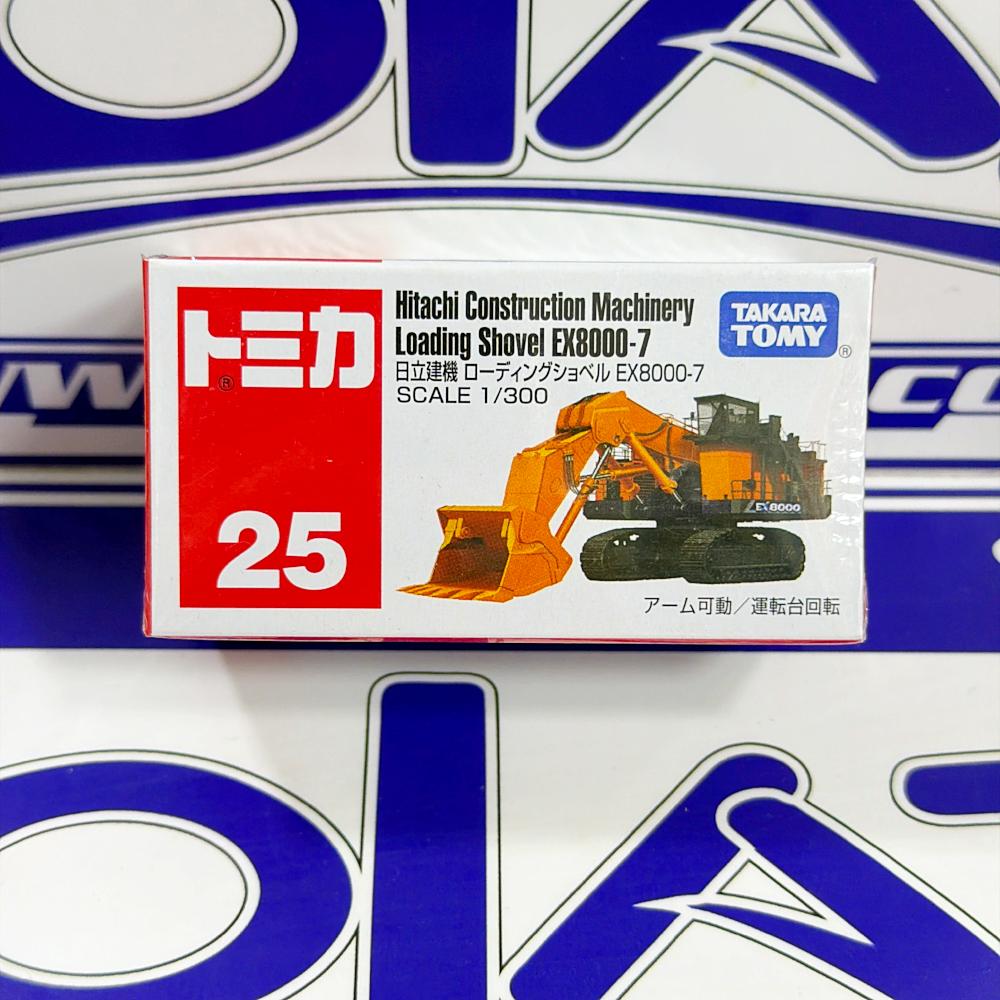 トミカ
®
25
Hitachi Construction Machinery
Loading Shovel EX8000-7
日立建機 ローディングショベル EX8000-7
SCALE 1/300
TAKARA
TOMY
®
EX8000
アーム可動／運転台回転